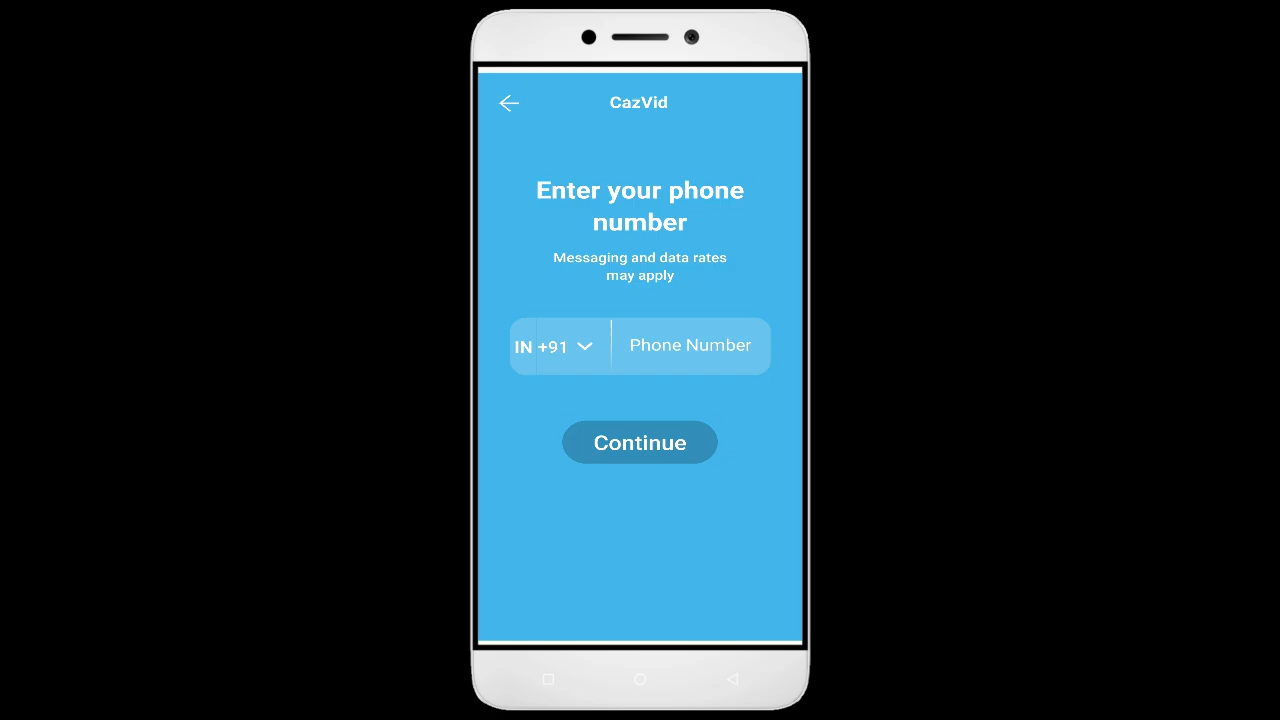 CazVid
Enter your phone
number
Messaging and data rates
may apply
IN +91 Phone Number
Continue